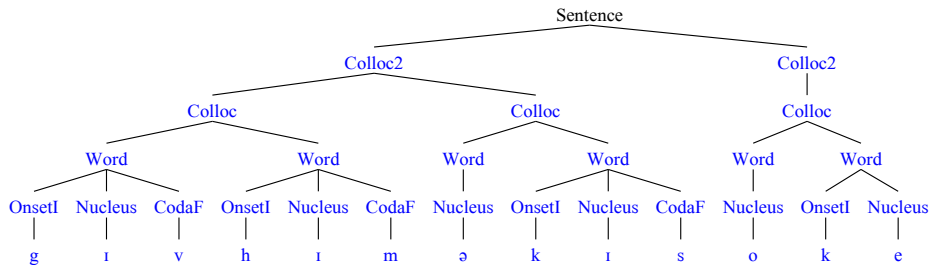 Sentence
Colloc2 Colloc2
Colloc Colloc Colloc
Word Word Word Word Word Word
OnsetI Nucleus CodaF OnsetI Nucleus CodaF Nucleus OnsetI Nucleus CodaF Nucleus OnsetI Nucleus
g ɪ v h ɪ m ə k ɪ s o k e